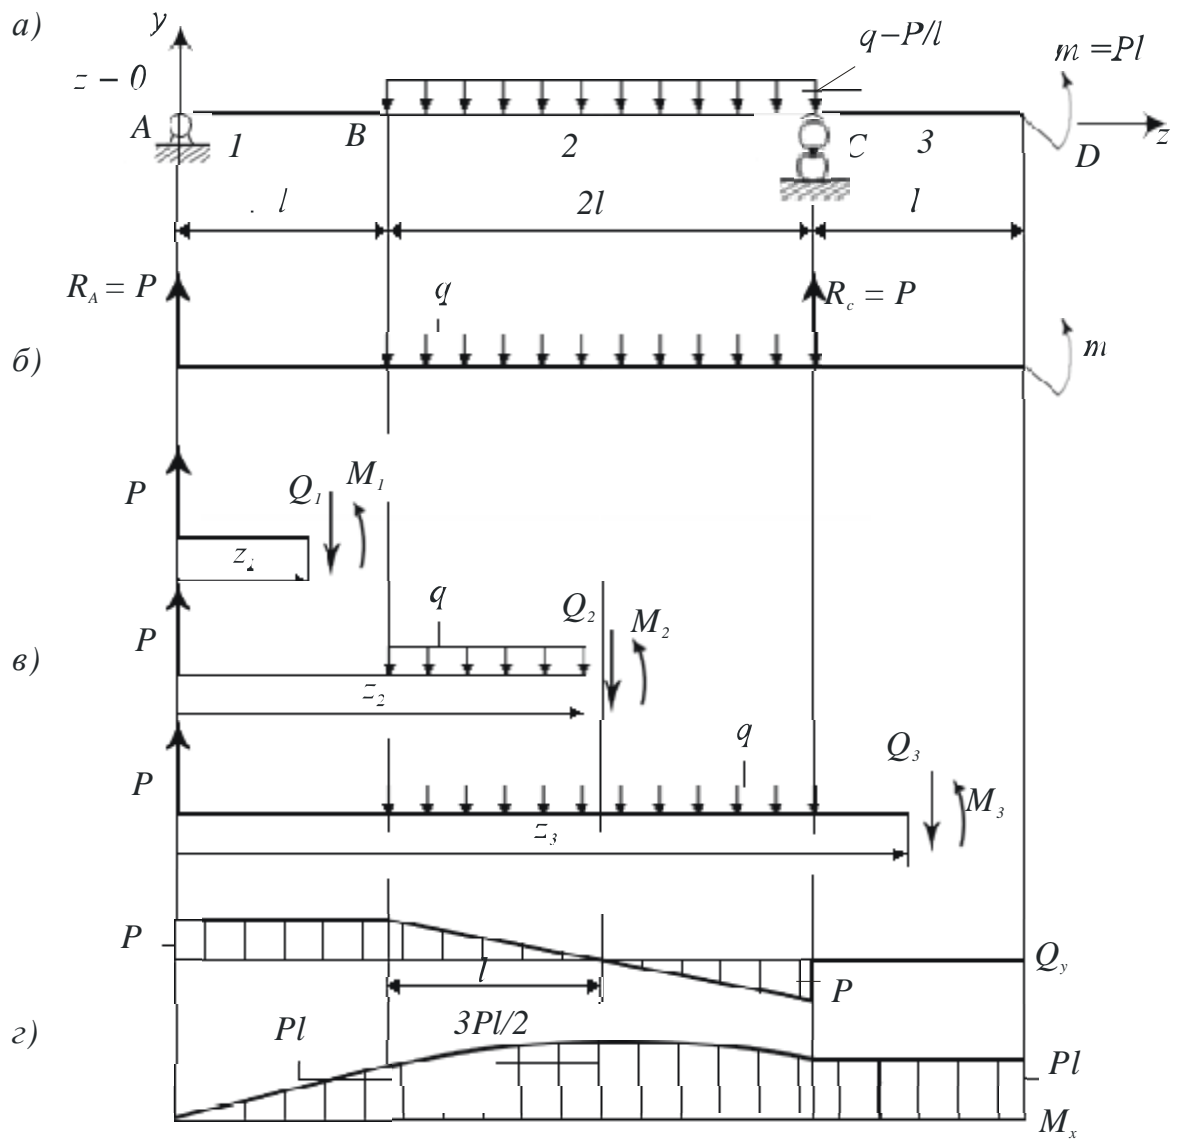 а)
y
q–P/l
m =Pl
z – 0
A
1
B
2
C
3
D
z
l
2l
l
R_A = P
q
R_c = P
б)
m
P
Q_1
M_1
z_1
в)
P
q
Q_2
M_2
z_2
P
q
Q_3
M_3
z_3
P
l
P
Q_y
г)
Pl
3Pl/2
Pl
M_x